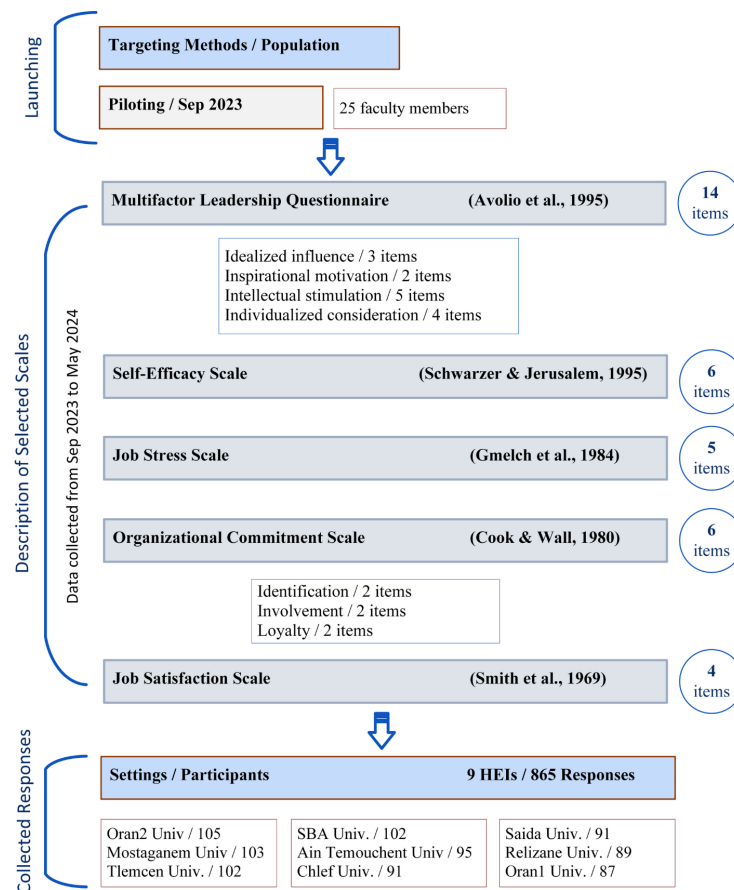 Launching
Targeting Methods / Population
Piloting / Sep 2023
25 faculty members
Description of Selected Scales
Data collected from Sep 2023 to May 2024
Multifactor Leadership Questionnaire (Avolio et al., 1995)
14
items
Idealized influence / 3 items
Inspirational motivation / 2 items
Intellectual stimulation / 5 items
Individualized consideration / 4 items
Self-Efficacy Scale (Schwarzer & Jerusalem, 1995)
6
items
Job Stress Scale (Gmelch et al., 1984)
5
items
Organizational Commitment Scale (Cook & Wall, 1980)
6
items
Identification / 2 items
Involvement / 2 items
Loyalty / 2 items
Job Satisfaction Scale (Smith et al., 1969)
4
items
Collected Responses
Settings / Participants 9 HEIs / 865 Responses
Oran2 Univ / 105
Mostaganem Univ / 103
Tlemcen Univ. / 102
SBA Univ. / 102
Ain Temouchent Univ / 95
Chlef Univ. / 91
Saida Univ. / 91
Relizane Univ. / 89
Oran1 Univ. / 87